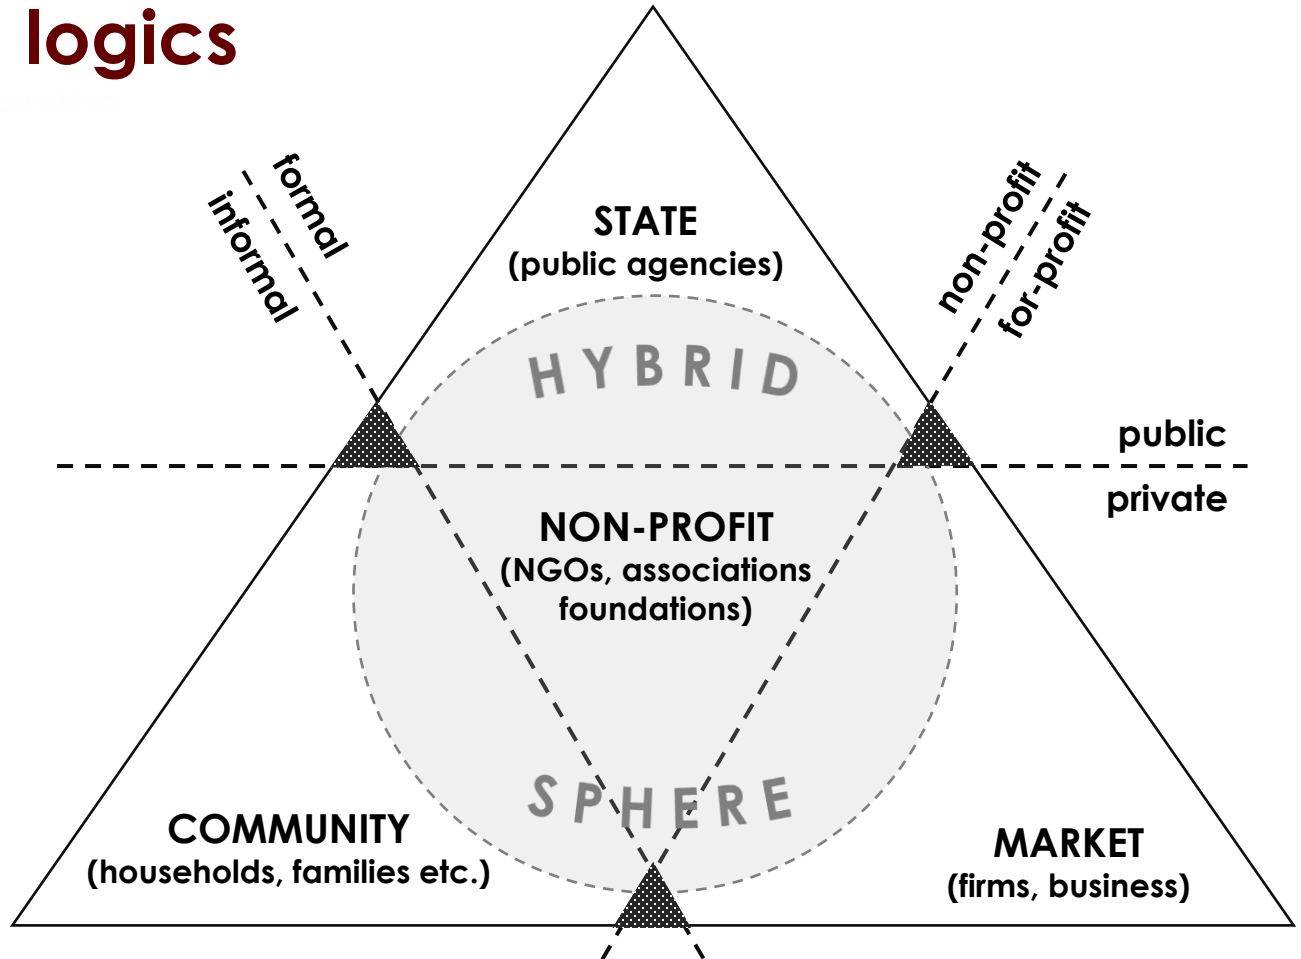 logics
formal
informal
non-profit
for-profit
STATE
(public agencies)
HYBRID
public
private
NON-PROFIT
(NGOs, associations
foundations)
SPHERE
COMMUNITY
(households, families etc.)
MARKET
(firms, business)